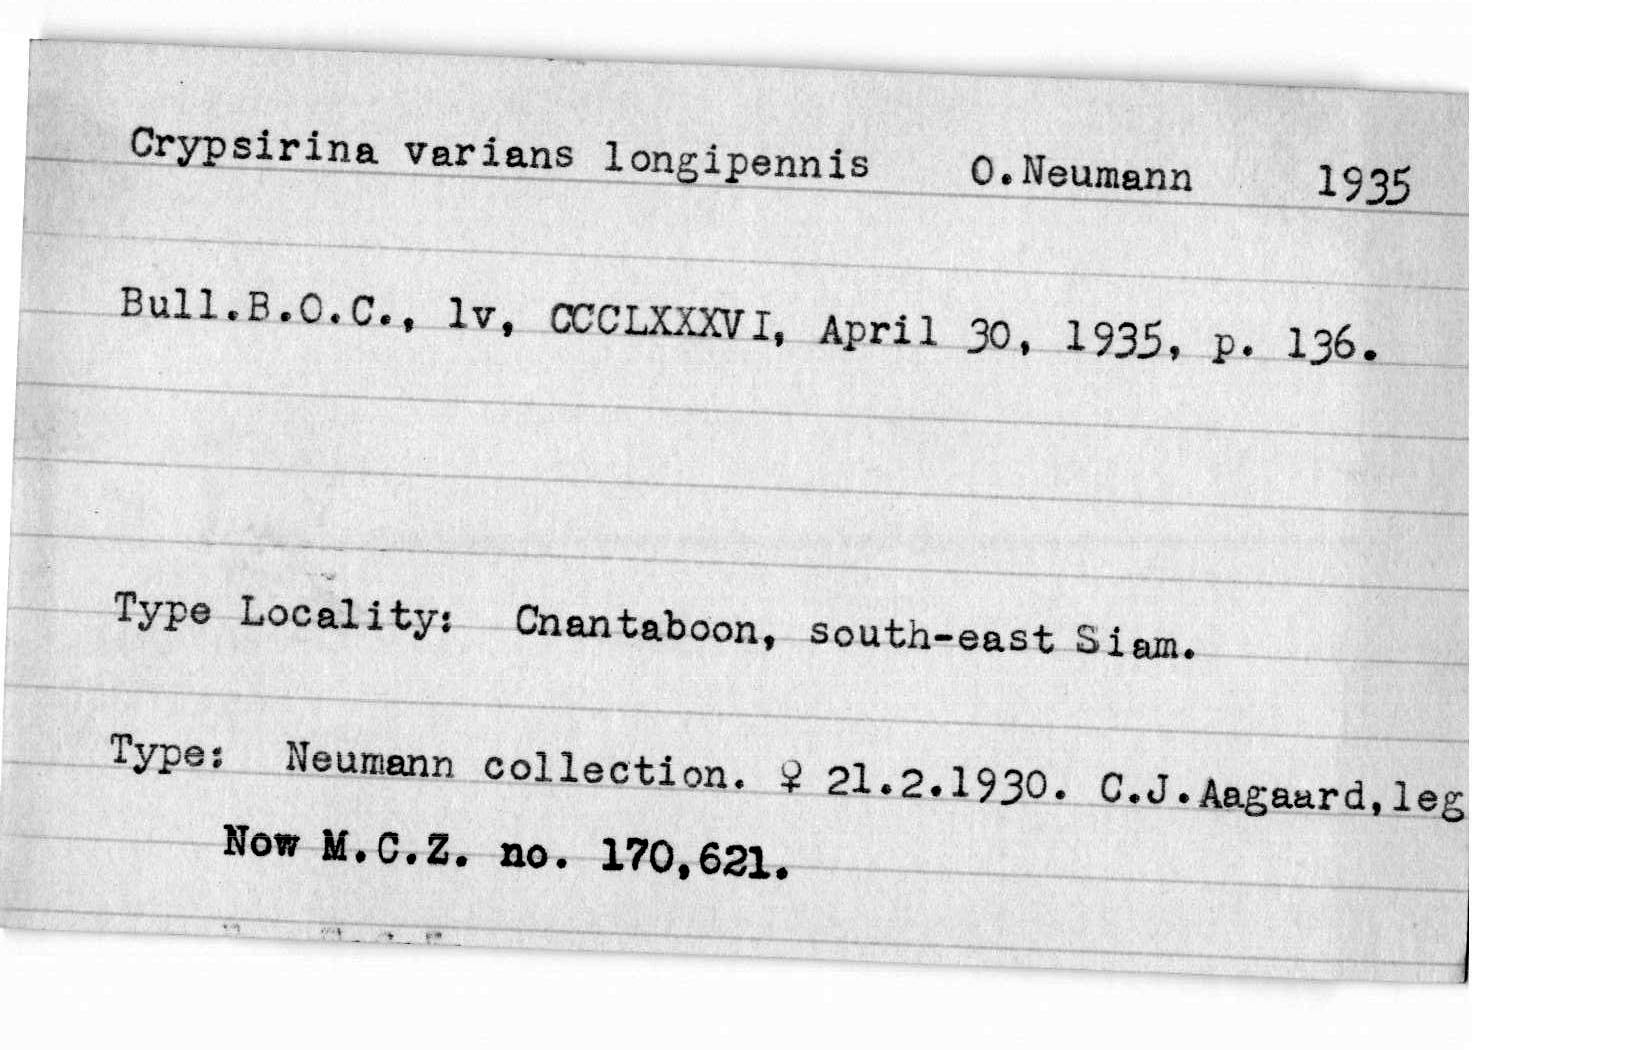 Crypsirina varians longipennis O.Neumann 1935
Bull.B.O.C., lv, CCCLXXXVI, April 30, 1935, p. 136.
Type Locality: Cnantaboon, south-east Siam.
Type: Neumann collection. ♀ 21.2.1930. C.J.Aagaard,leg
Now M.C.Z. no. 170,621.